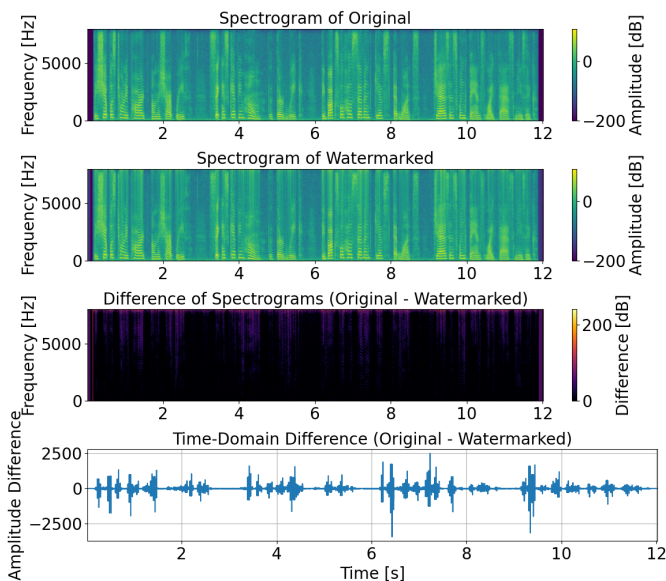 Spectrogram of Original
Frequency [Hz]
5000
0
2 4 6 8 10 12
0
−200
Amplitude [dB]
Spectrogram of Watermarked
Frequency [Hz]
5000
0
2 4 6 8 10 12
0
−200
Amplitude [dB]
Difference of Spectrograms (Original - Watermarked)
Frequency [Hz]
5000
0
2 4 6 8 10 12
200
0
Difference [dB]
Time-Domain Difference (Original - Watermarked)
Amplitude Difference
2500
0
−2500
2 4 6 8 10 12
Time [s]